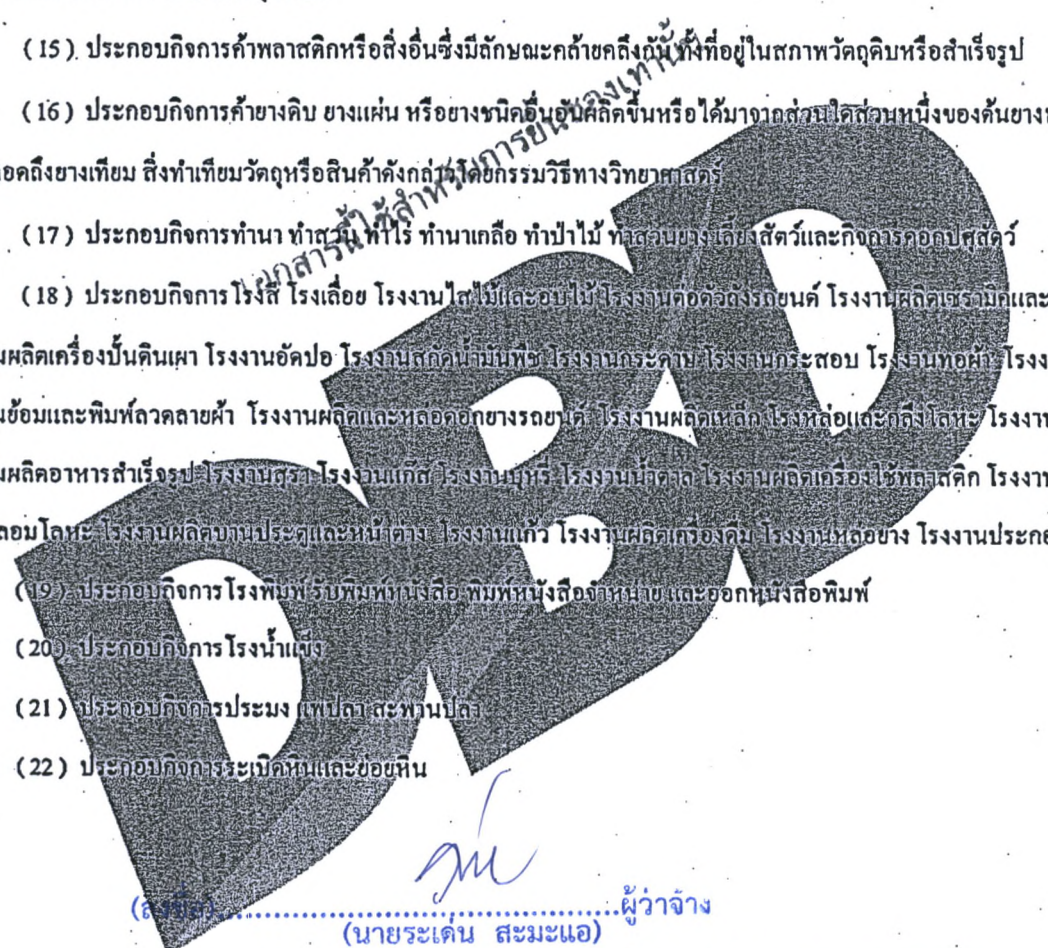 (15) ประกอบกิจการค้าพลาสติกหรือสิ่งอื่นซึ่งมีลักษณะคล้ายคลึงกัน ทั้งที่อยู่ในสภาพวัตถุดิบหรือสำเร็จรูป
(16) ประกอบกิจการค้ายางดิบ ยางแผ่น หรือยางชนิดอื่นอันผลิตขึ้นหรือได้มาจากส่วนใดส่วนหนึ่งของต้นยาง
อดถึงยางเทียม สิ่งทำเทียมวัตถุหรือสินค้าดังกล่าวโดยกรรมวิธีทางวิทยาศาสตร์
(17) ประกอบกิจการทำนา ทำสวน ทำไร่ ทำนาเกลือ ทำป่าไม้ ทำสวนยาง เลี้ยงสัตว์และกิจการคอกปศุสัตว์
(18) ประกอบกิจการ โรงสี โรงเลื่อย โรงงานไสไม้และอบไม้ โรงงานต่อตัวถังรถยนต์ โรงงานผลิตเซรามิคและ
ผลิตเครื่องปั้นดินเผา โรงงานอัดปอ โรงงานสกัดน้ำมันพืช โรงงานกระดาษ โรงงานกระสอบ โรงงานทอผ้า โรงง
ย้อมและพิมพ์ลวดลายผ้า โรงงานผลิตและหล่อดอกยางรถยนต์ โรงงานผลิตเหล็ก โรงหล่อและกลึงโลหะ โรงงาน
ผลิตอาหารสำเร็จรูป โรงงานสุรา โรงงานแก๊ส โรงงานบุหรี่ โรงงานน้ำตาล โรงงานผลิตเครื่องใช้พลาสติก โรงงาน
ลอมโลหะ โรงงานผลิตบานประตูและหน้าต่าง โรงงานแก้ว โรงงานผลิตเครื่องดื่ม โรงงานหล่อยาง โรงงานประกอ
(19) ประกอบกิจการโรงพิมพ์ รับพิมพ์หนังสือ พิมพ์หนังสือจำหน่าย และออกหนังสือพิมพ์
(20) ประกอบกิจการ โรงน้ำแข็ง
(21) ประกอบกิจการประมง แพปลา สะพานปลา
(22) ประกอบกิจการระเบิดหินและย่อยหิน
DBD
(ลงชื่อ)..........................................ผู้ว่าจ้าง
(นายระเด่น สะมะแอ)